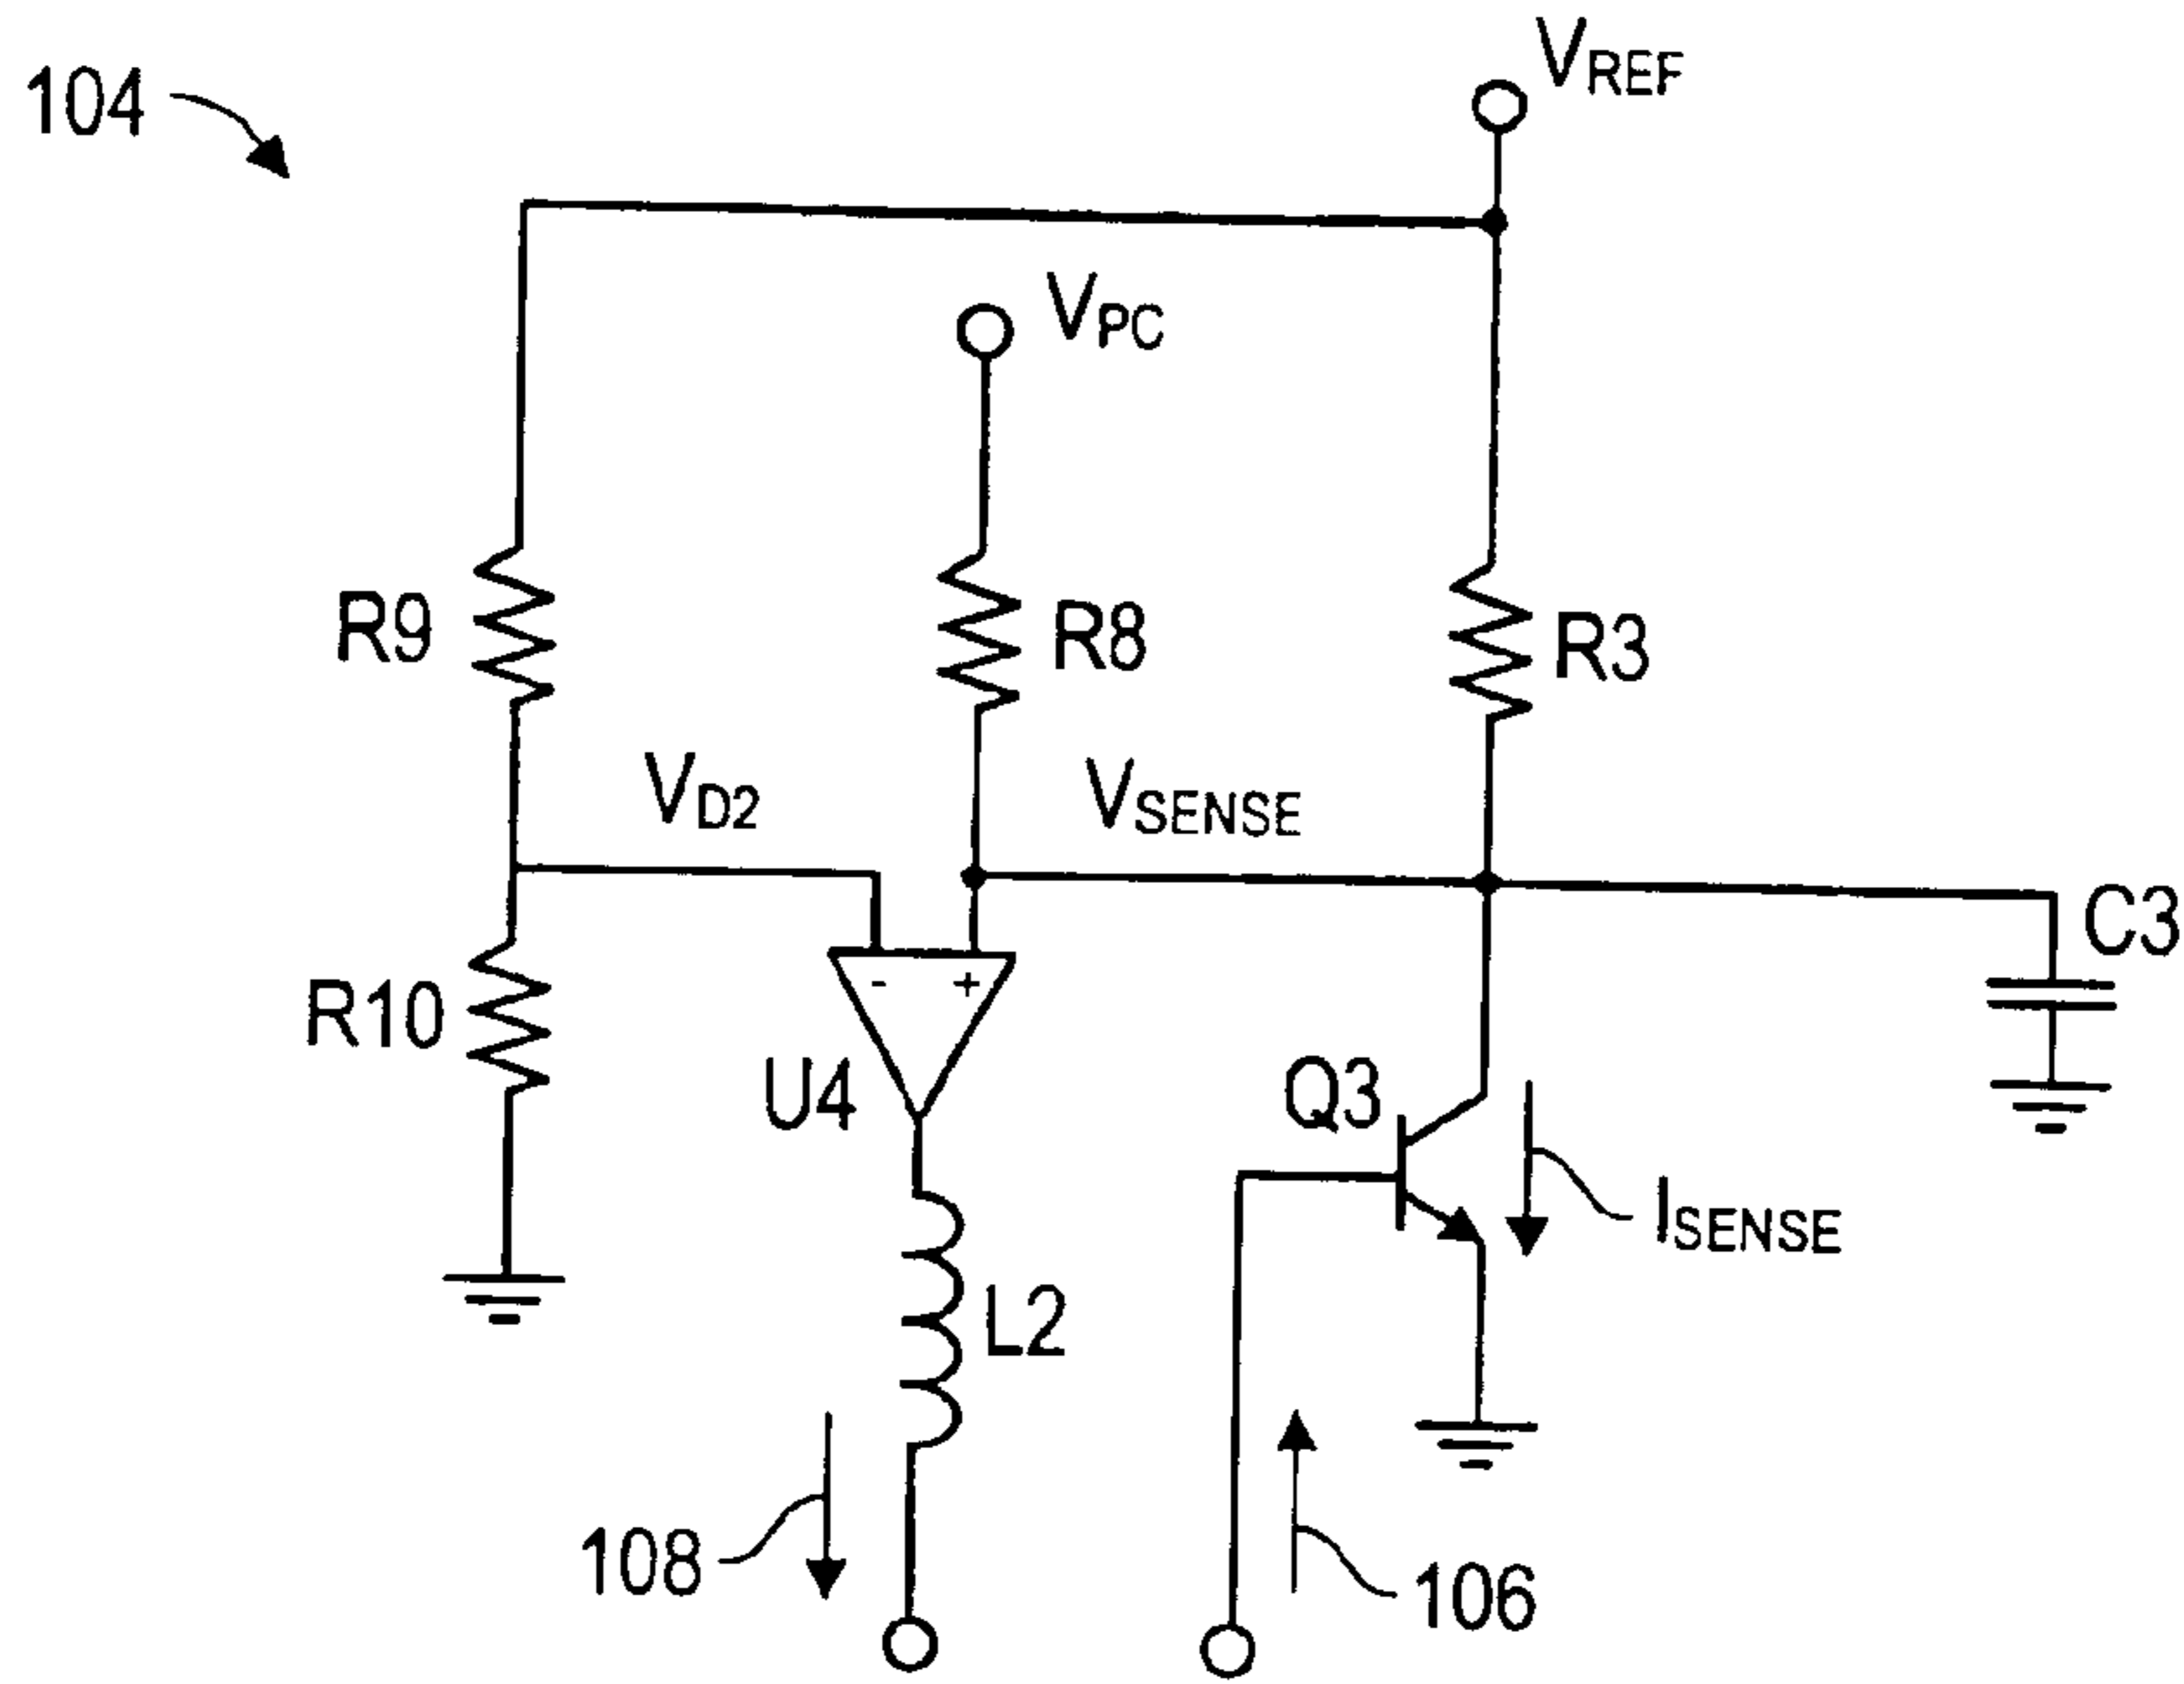 104
VREF
VPC
R9
R8
R3
VD2
VSENSE
C3
R10
-
+
U4
Q3
ISENSE
L2
108
106